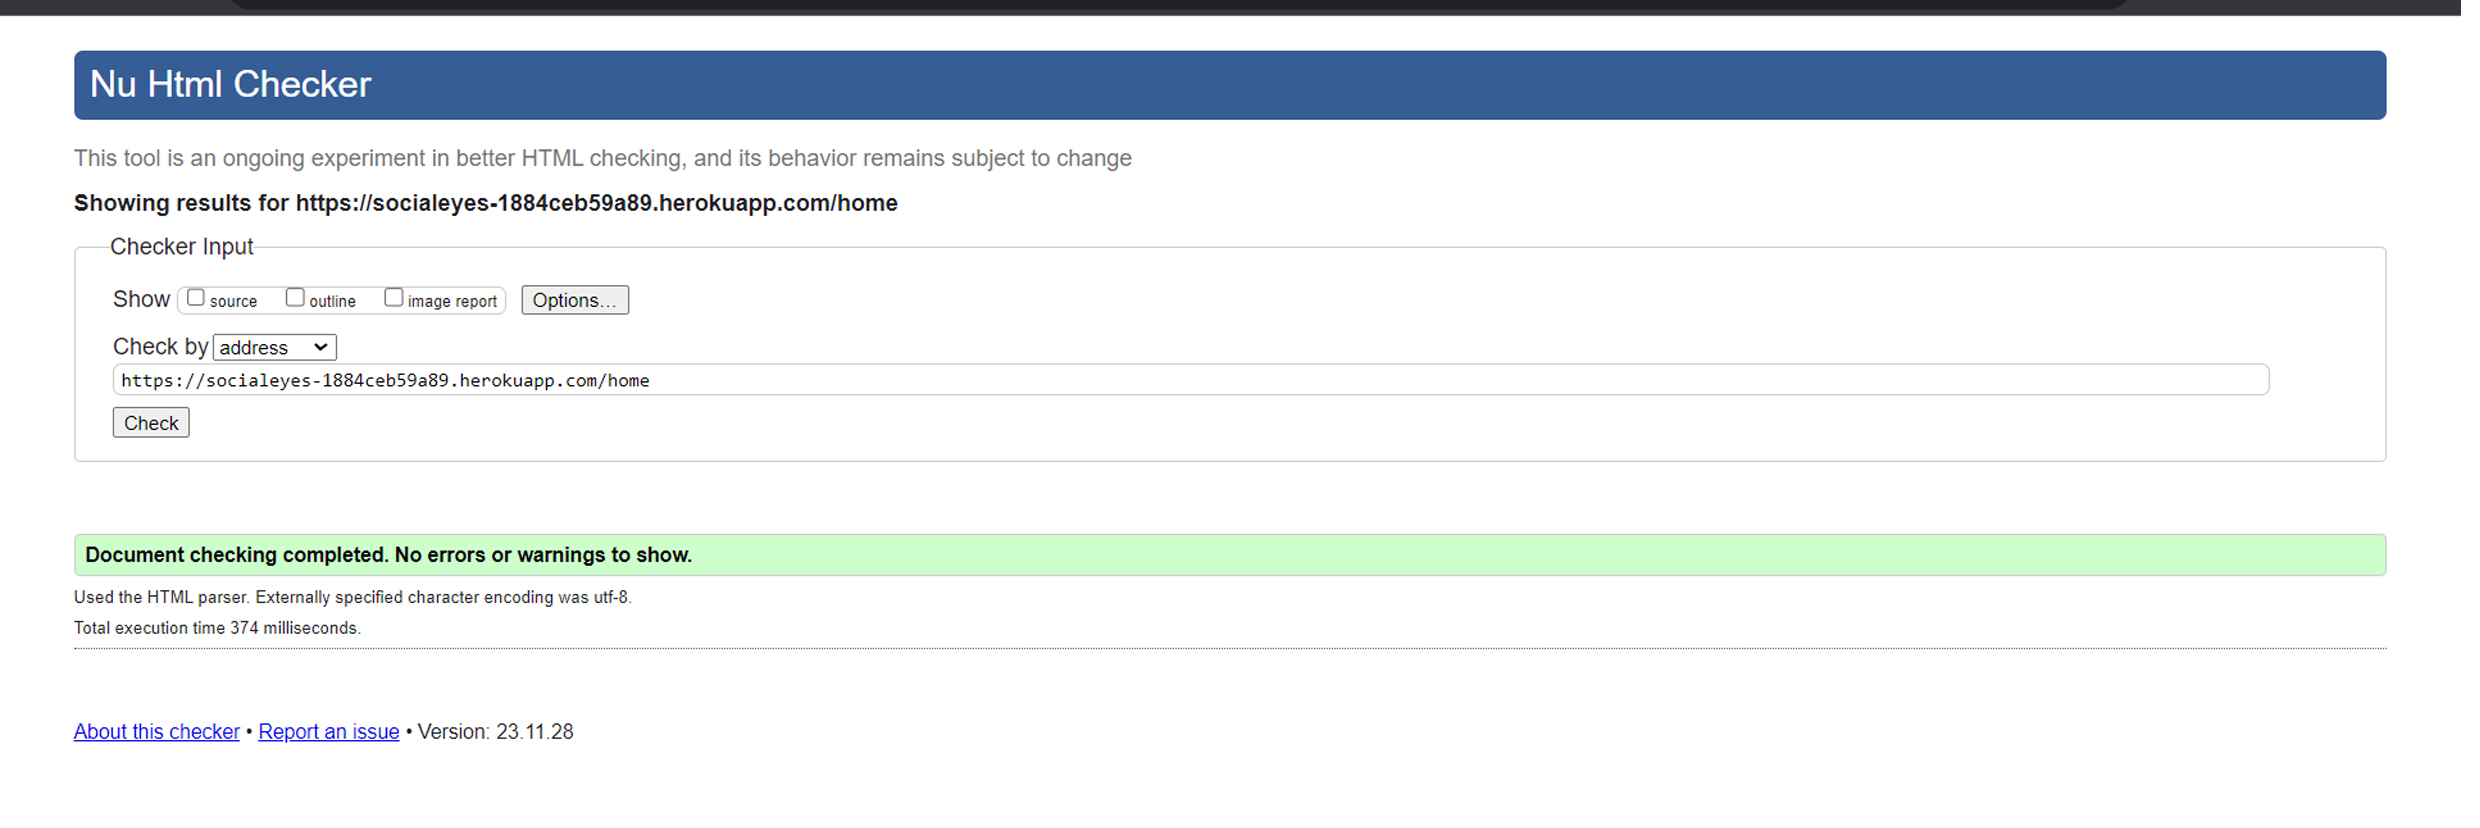 Nu Html Checker
This tool is an ongoing experiment in better HTML checking, and its behavior remains subject to change
Showing results for https://socialeyes-1884ceb59a89.herokuapp.com/home
Checker Input
Show source outline image report Options...
Check by address
https://socialeyes-1884ceb59a89.herokuapp.com/home
Check
Document checking completed. No errors or warnings to show.
Used the HTML parser. Externally specified character encoding was utf-8.
Total execution time 374 milliseconds.
About this checker • Report an issue • Version: 23.11.28